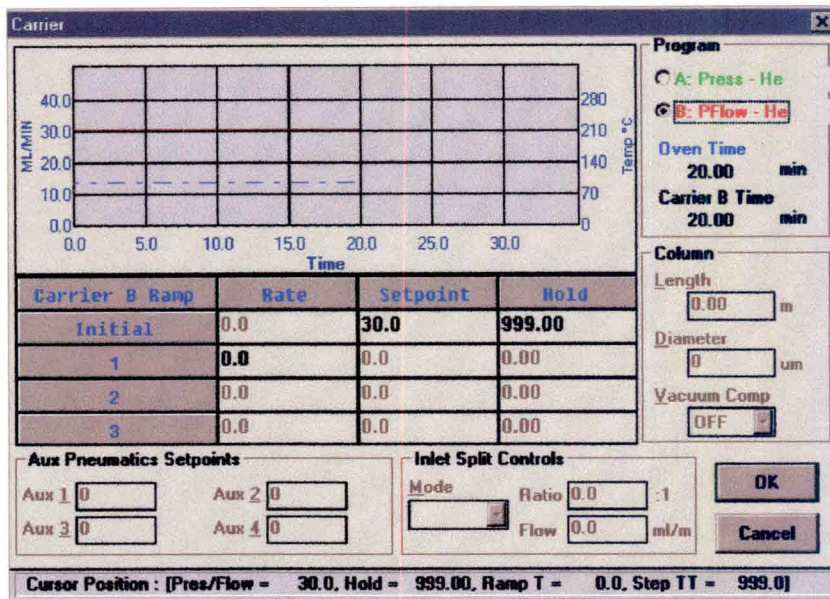 Carrier
ML/MIN
40.0
30.0
20.0
10.0
0.0
280
210
140
70
0
Temp °C
0.0 5.0 10.0 15.0 20.0 25.0 30.0
Time
Program
A: Press - He
B: PFlow - He
Oven Time
20.00 min
Carrier B Time
20.00 min
Carrier B Ramp Rate Setpoint Hold
Initial 0.0 30.0 999.00
1 0.0 0.0 0.00
2 0.0 0.0 0.00
3 0.0 0.0 0.00
Column
Length
0.00 m
Diameter
0 um
Vacuum Comp
OFF
Aux Pneumatics Setpoints
Aux 1 0 Aux 2 0
Aux 3 0 Aux 4 0
Inlet Split Controls
Mode Ratio 0.0 :1
Flow 0.0 ml/m
OK
Cancel
Cursor Position : [Pres/Flow = 30.0, Hold = 999.00, Ramp T = 0.0, Step TT = 999.0]